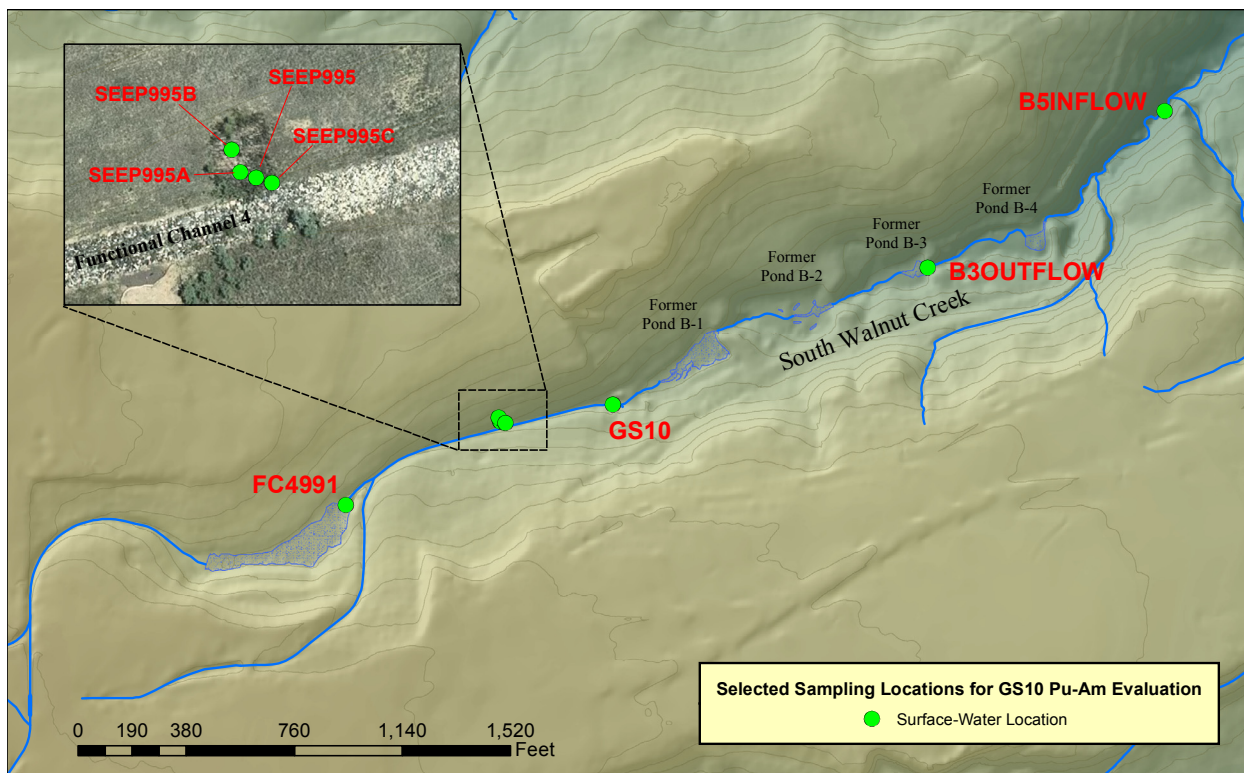 SEEP995
SEEP995B
SEEP995C
SEEP995A
Functional Channel 4
B5INFLOW
Former
Pond B-4
Former
Pond B-3
B3OUTFLOW
Former
Pond B-2
Former
Pond B-1
South Walnut Creek
GS10
FC4991
Selected Sampling Locations for GS10 Pu-Am Evaluation
Surface-Water Location
0 190 380 760 1,140 1,520
Feet